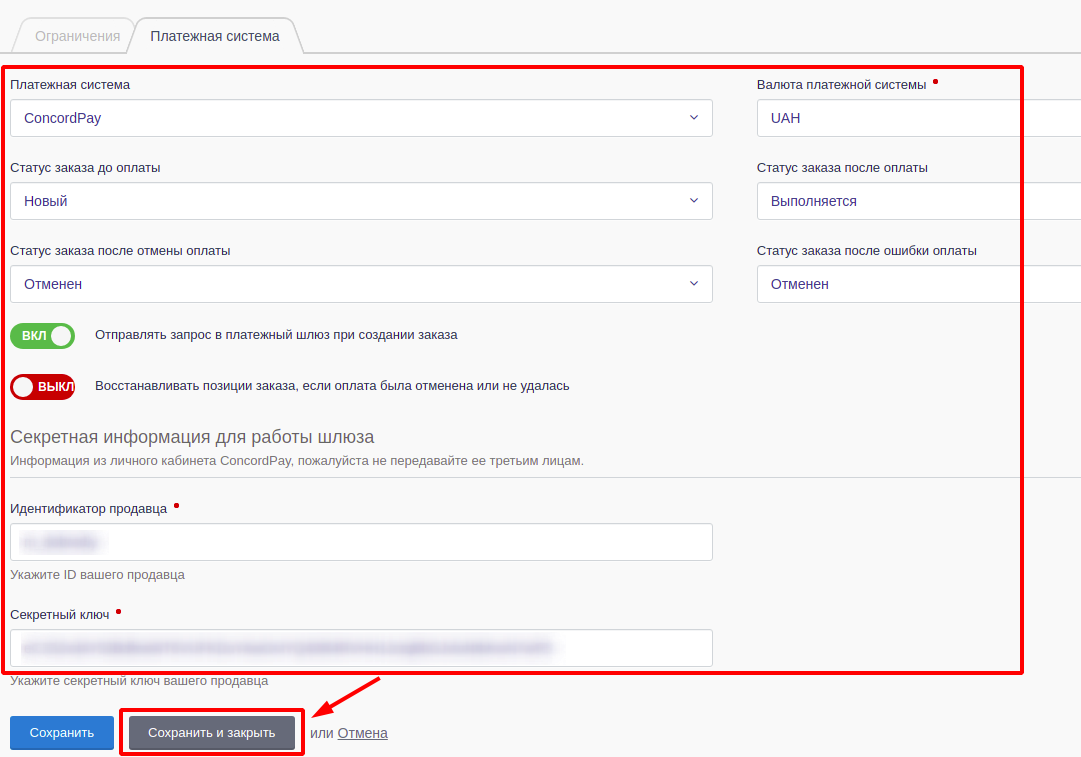 Ограничения Платежная система
Платежная система Валюта платежной системы
ConcordPay UAH
Статус заказа до оплаты Статус заказа после оплаты
Новый Выполняется
Статус заказа после отмены оплаты Статус заказа после ошибки оплаты
Отменен Отменен
ВКЛ Отправлять запрос в платежный шлюз при создании заказа
ВЫКЛ Восстанавливать позиции заказа, если оплата была отменена или не удалась
Секретная информация для работы шлюза
Информация из личного кабинета ConcordPay, пожалуйста не передавайте ее третьим лицам.
Идентификатор продавца
Укажите ID вашего продавца
Секретный ключ
Укажите секретный ключ вашего продавца
Сохранить Сохранить и закрыть или Отмена